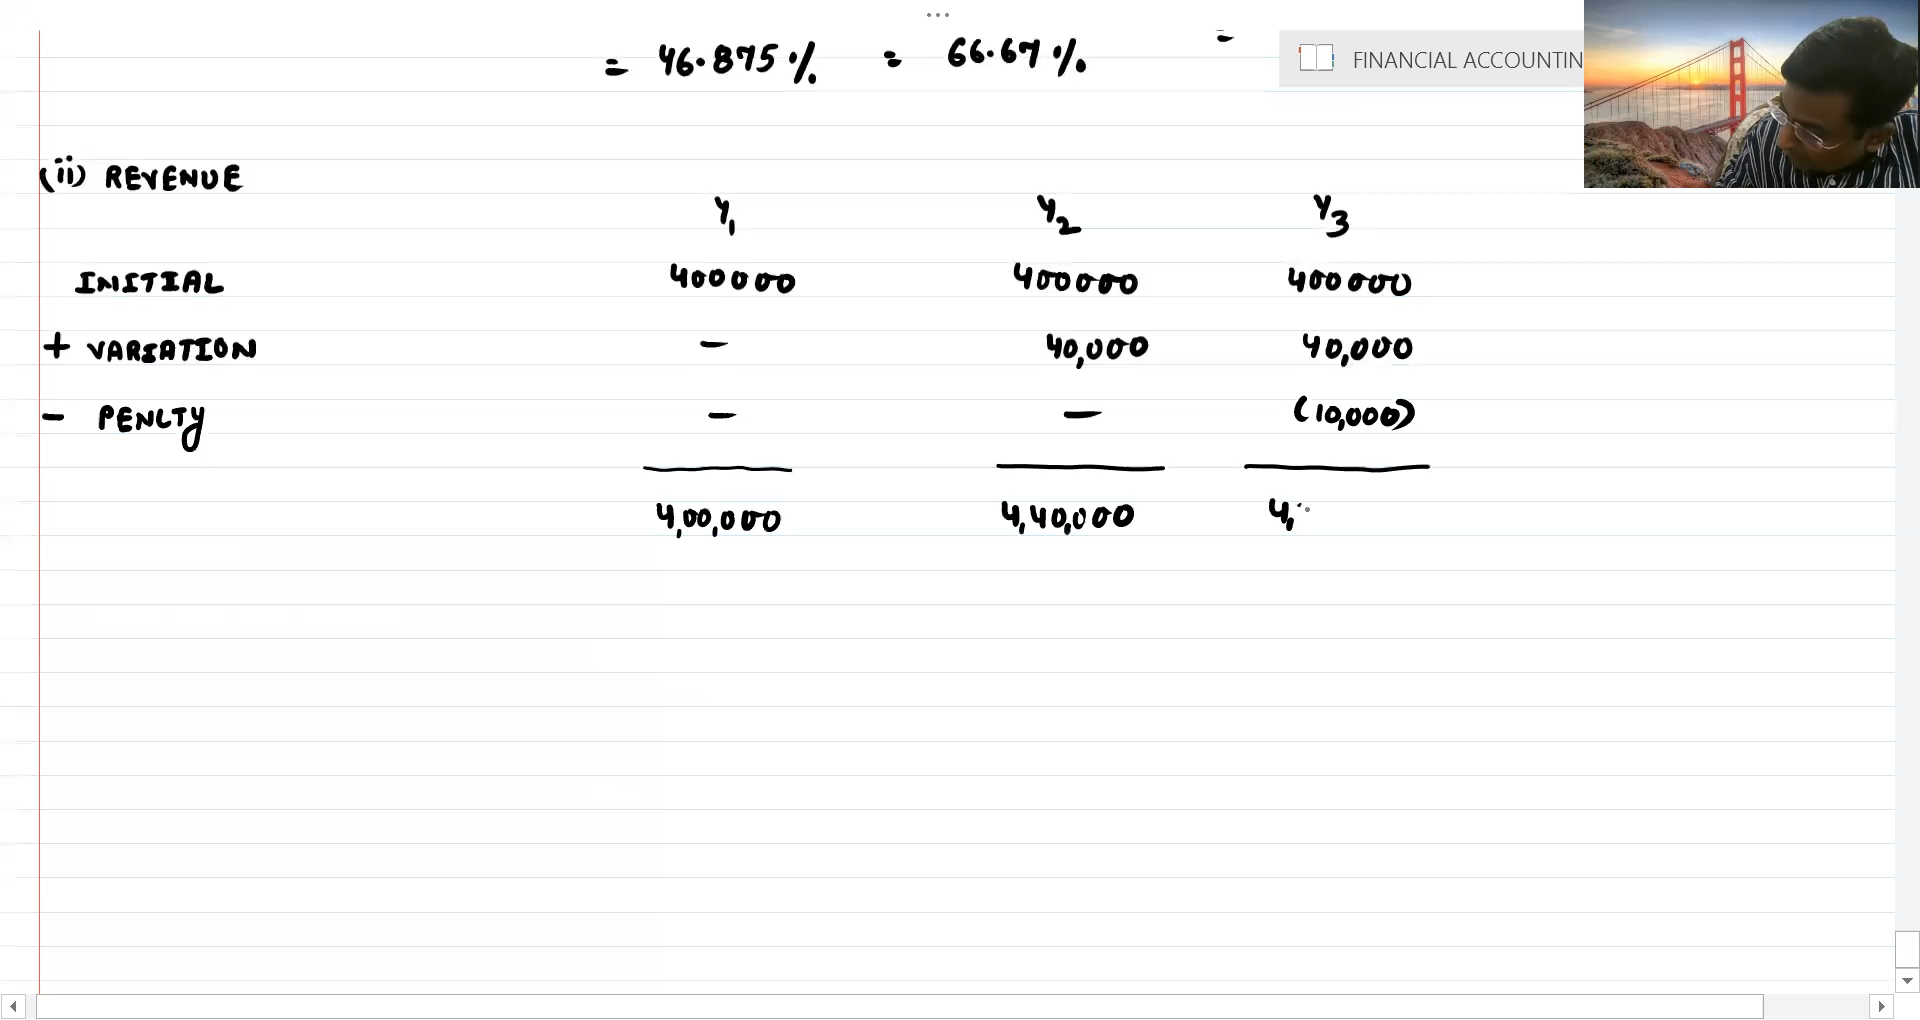 = 46.875 % = 66.67 % =
FINANCIAL ACCOUNTIN
(ii) REVENUE
Y1 Y2 Y3
INITIAL 400000 400000 400000
+ VARIATION - 40,000 40,000
- PENLTY - - (10,000)
4,00,000 4,40,000 4,